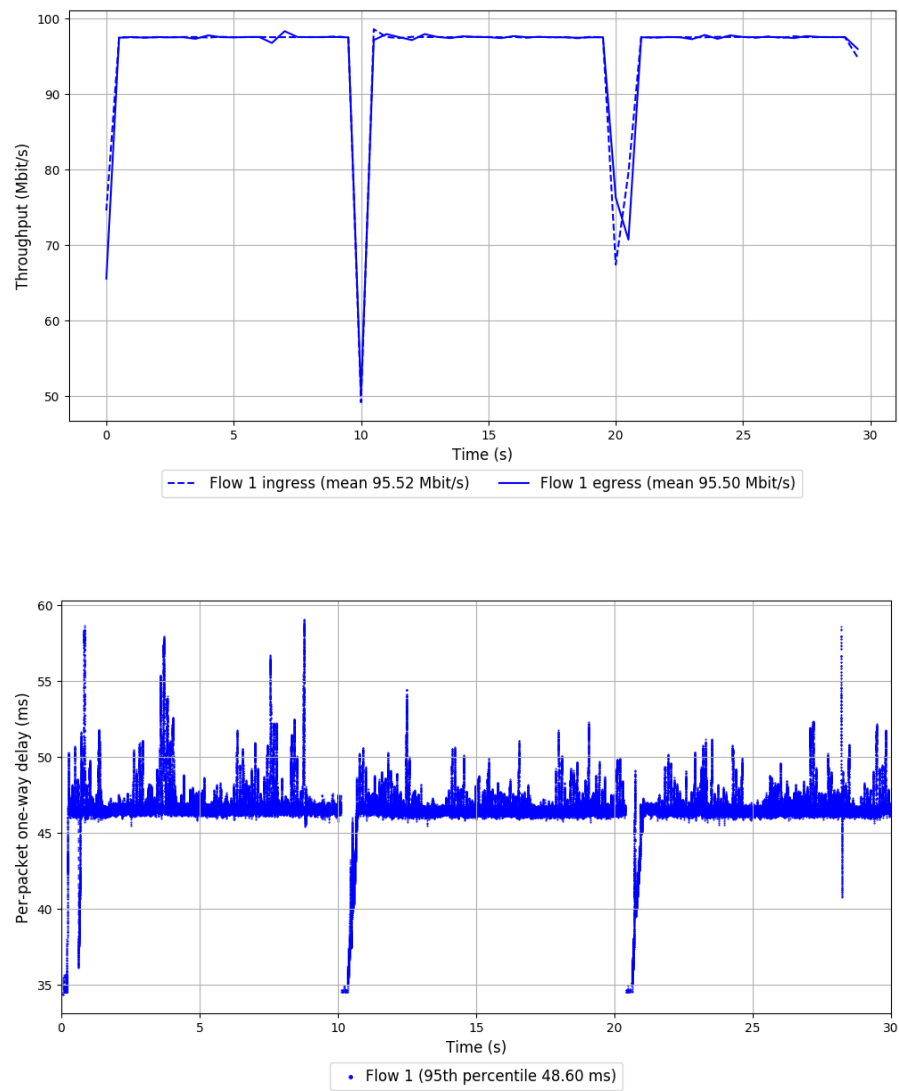 100
90
80
70
60
50
Throughput (Mbit/s)
0 5 10 15 20 25 30
Time (s)
Flow 1 ingress (mean 95.52 Mbit/s) Flow 1 egress (mean 95.50 Mbit/s)
60
55
50
45
40
35
Per-packet one-way delay (ms)
0 5 10 15 20 25 30
Time (s)
Flow 1 (95th percentile 48.60 ms)